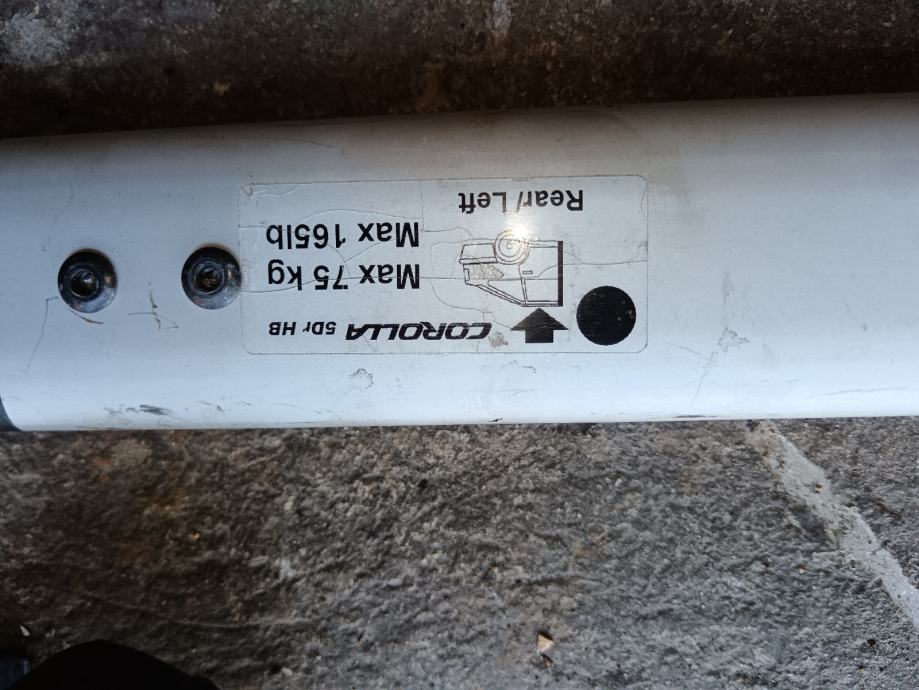 COROLLA 5Dr HB
Max 75 kg
Max 165lb
Rear/Left